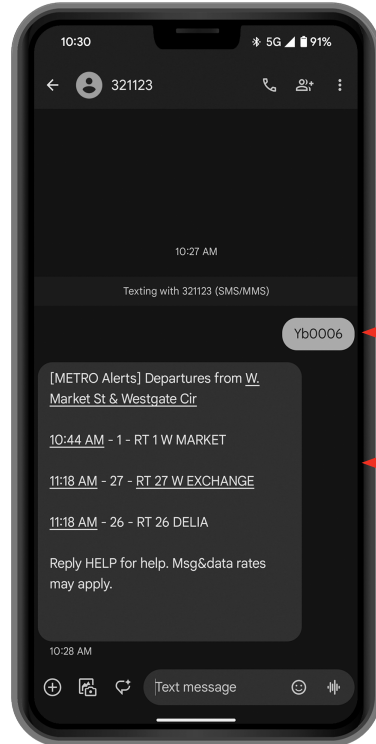 10:30 5G 91%
321123
10:27 AM
Texting with 321123 (SMS/MMS)
Yb0006
[METRO Alerts] Departures from W.
Market St & Westgate Cir
10:44 AM - 1 - RT 1 W MARKET
11:18 AM - 27 - RT 27 W EXCHANGE
11:18 AM - 26 - RT 26 DELIA
Reply HELP for help. Msg&data rates
may apply.
10:28 AM
Text message